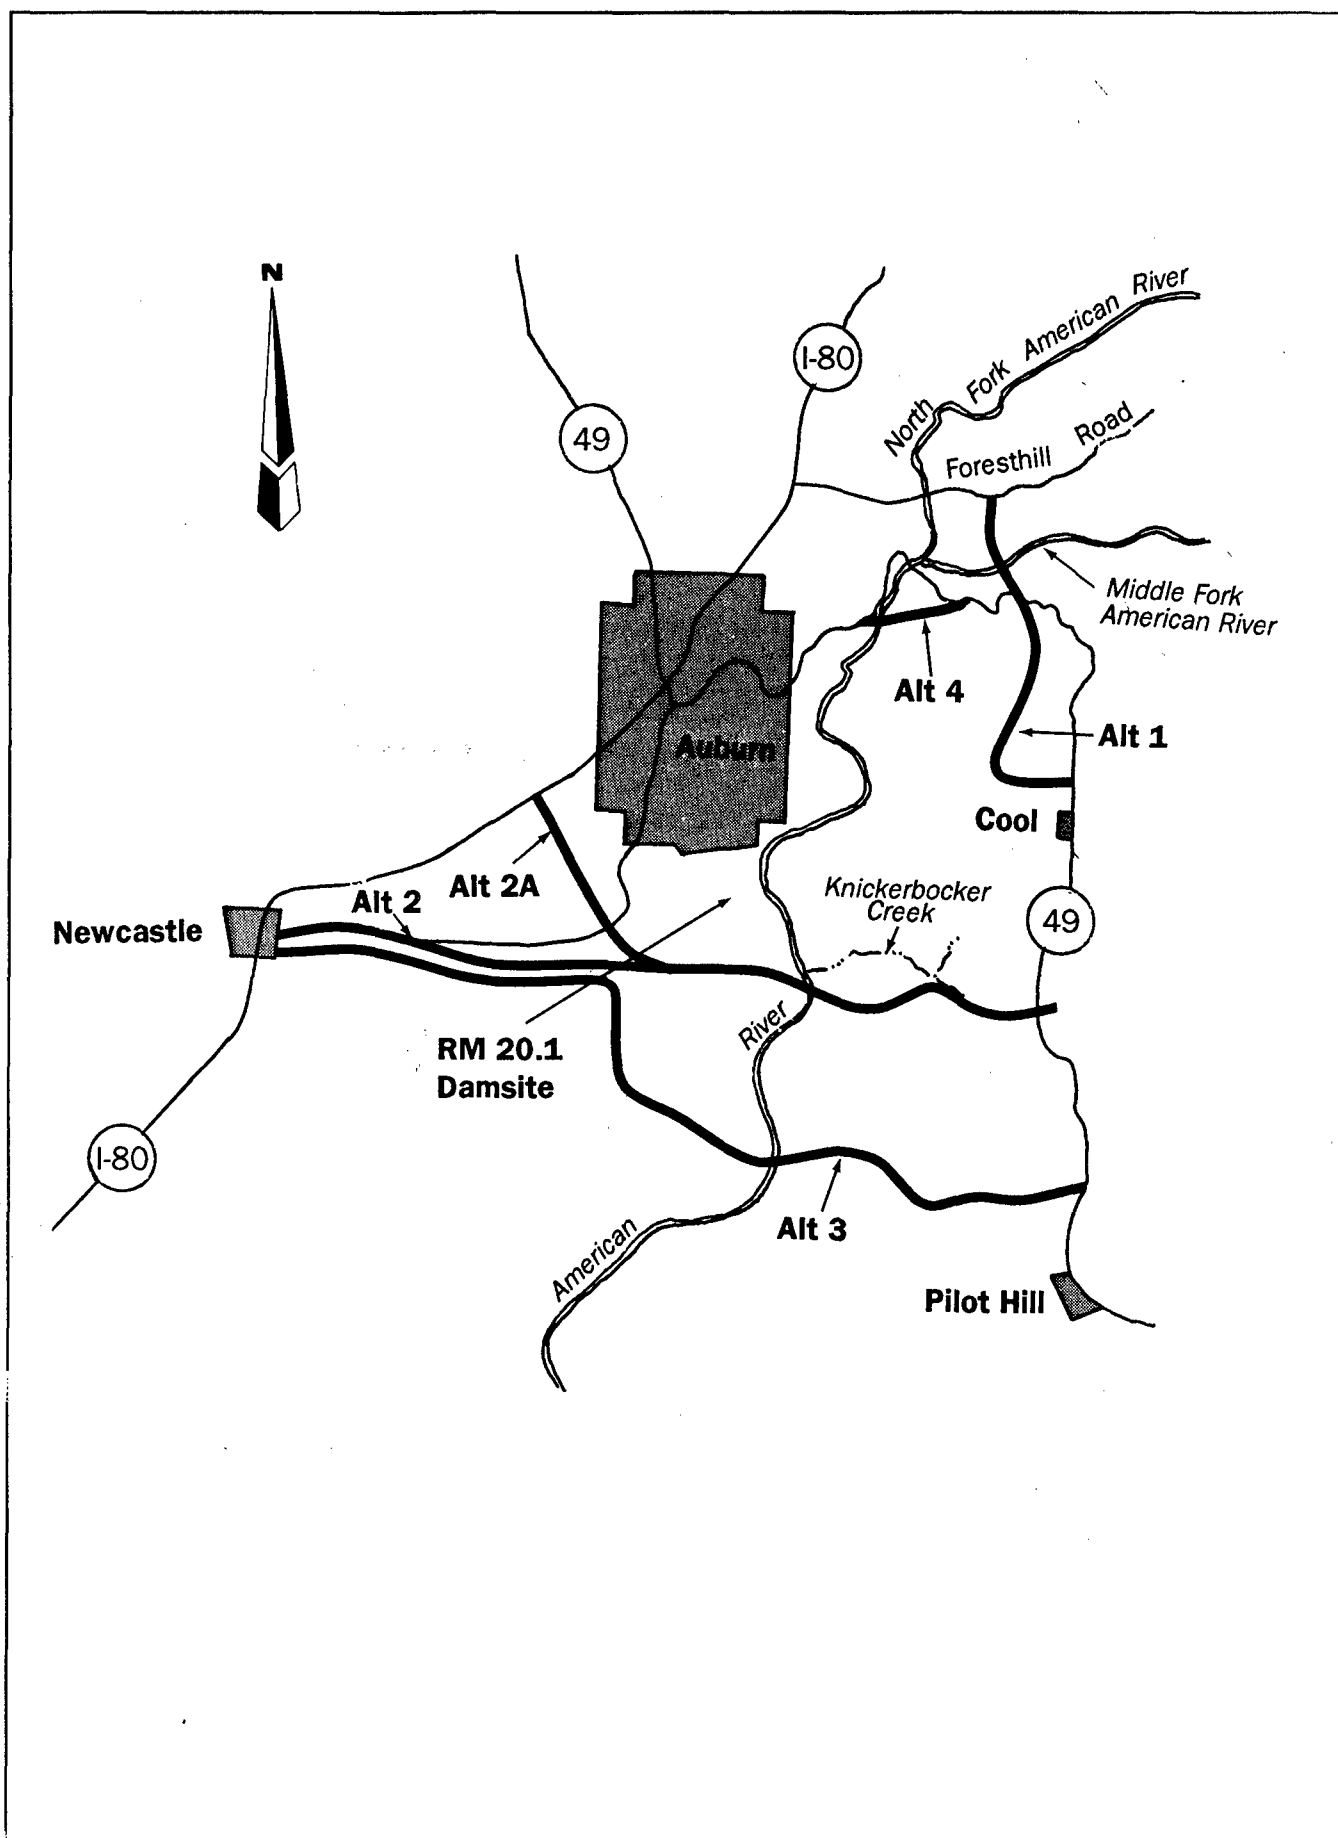 N
North Fork American River
I-80
49
Foresthill Road
Middle Fork
American River
Alt 4
Alt 1
Auburn
Cool
Alt 2A
Alt 2
Knickerbocker
Creek
Newcastle
49
RM 20.1
Damsite
American River
I-80
Alt 3
Pilot Hill